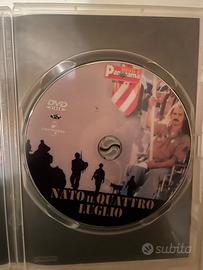 Panorama
DVD
NATO IL QUATTRO
LUGLIO
subito